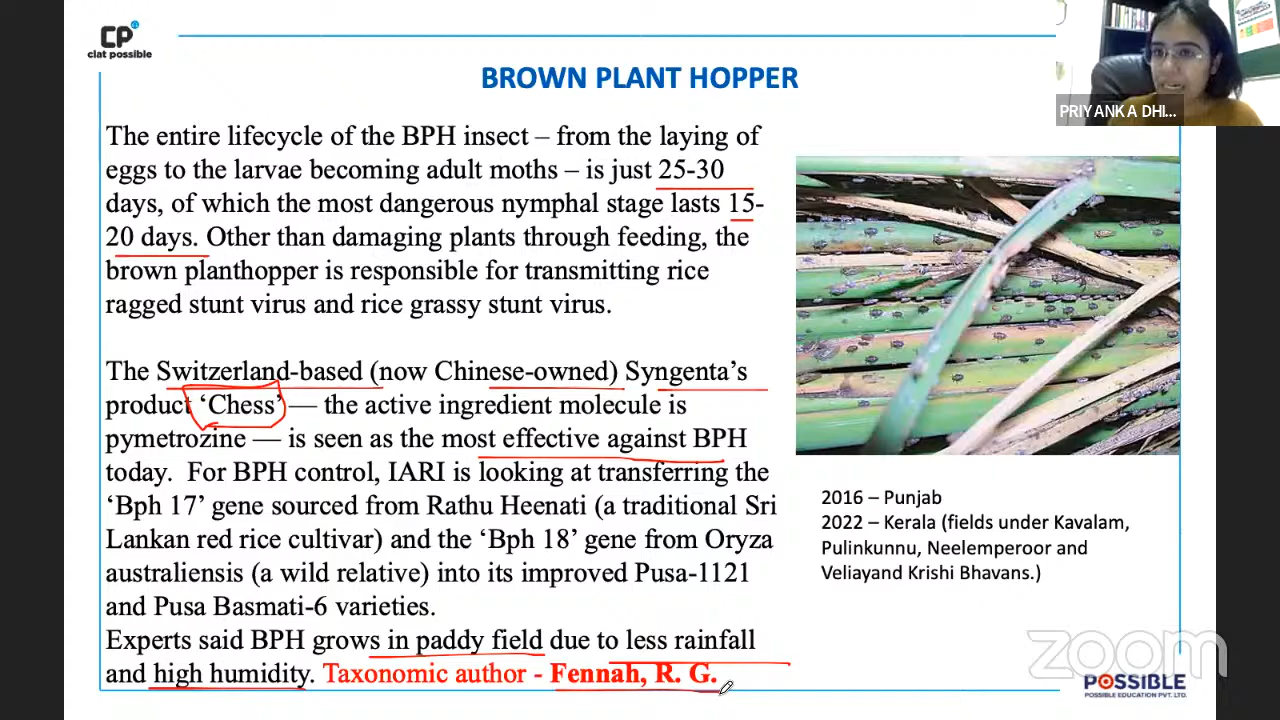 CP
clat possible
BROWN PLANT HOPPER
PRIYANKA DHI...
The entire lifecycle of the BPH insect – from the laying of
eggs to the larvae becoming adult moths – is just 25-30
days, of which the most dangerous nymphal stage lasts 15-
20 days. Other than damaging plants through feeding, the
brown planthopper is responsible for transmitting rice
ragged stunt virus and rice grassy stunt virus.
The Switzerland-based (now Chinese-owned) Syngenta’s
product ‘Chess’ — the active ingredient molecule is
pymetrozine — is seen as the most effective against BPH
today. For BPH control, IARI is looking at transferring the
‘Bph 17’ gene sourced from Rathu Heenati (a traditional Sri
Lankan red rice cultivar) and the ‘Bph 18’ gene from Oryza
australiensis (a wild relative) into its improved Pusa-1121
and Pusa Basmati-6 varieties.
Experts said BPH grows in paddy field due to less rainfall
and high humidity. Taxonomic author - Fennah, R. G.
2016 – Punjab
2022 – Kerala (fields under Kavalam,
Pulinkunnu, Neelemperoor and
Veliayand Krishi Bhavans.)
zoom
POSSIBLE
POSSIBLE EDUCATION PVT. LTD.